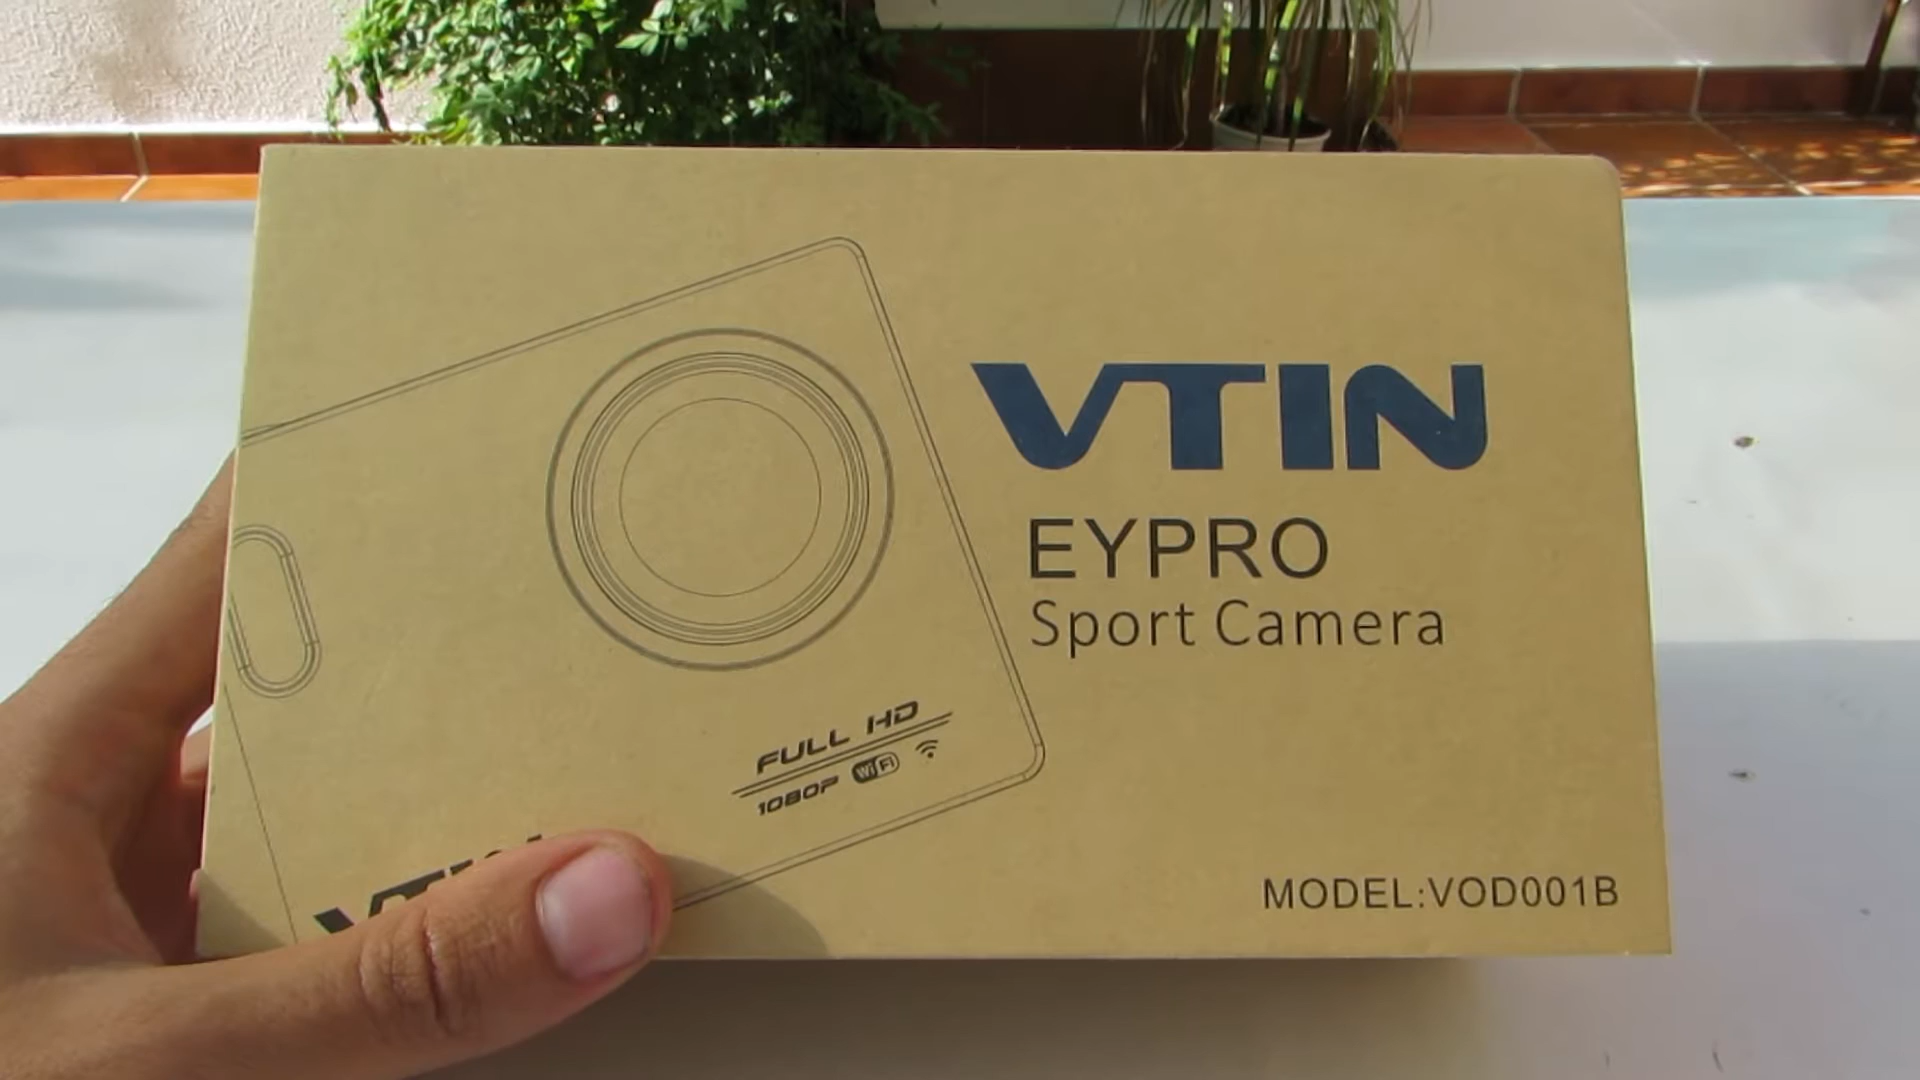 VTIN
EYPRO
Sport Camera
FULL HD
1080P WiFi
MODEL:VOD001B